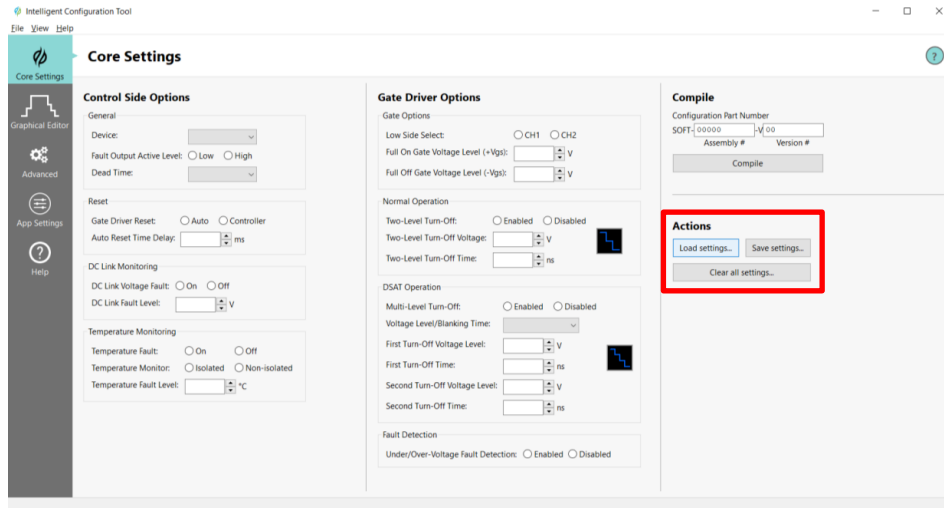 Intelligent Configuration Tool
File View Help
Core Settings
Graphical Editor
Advanced
App Settings
Help
Core Settings
?
Control Side Options
General
Device:
Fault Output Active Level: Low High
Dead Time:
Reset
Gate Driver Reset: Auto Controller
Auto Reset Time Delay: ms
DC Link Monitoring
DC Link Voltage Fault: On Off
DC Link Fault Level: V
Temperature Monitoring
Temperature Fault: On Off
Temperature Monitor: Isolated Non-isolated
Temperature Fault Level: °C
Gate Driver Options
Gate Options
Low Side Select: CH1 CH2
Full On Gate Voltage Level (+Vgs): V
Full Off Gate Voltage Level (-Vgs): V
Normal Operation
Two-Level Turn-Off: Enabled Disabled
Two-Level Turn-Off Voltage: V
Two-Level Turn-Off Time: ns
DSAT Operation
Multi-Level Turn-Off: Enabled Disabled
Voltage Level/Blanking Time:
First Turn-Off Voltage Level: V
First Turn-Off Time: ns
Second Turn-Off Voltage Level: V
Second Turn-Off Time: ns
Fault Detection
Under/Over-Voltage Fault Detection: Enabled Disabled
Compile
Configuration Part Number
SOFT- 00000 -V 00
Assembly # Version #
Compile
Actions
Load settings... Save settings...
Clear all settings...